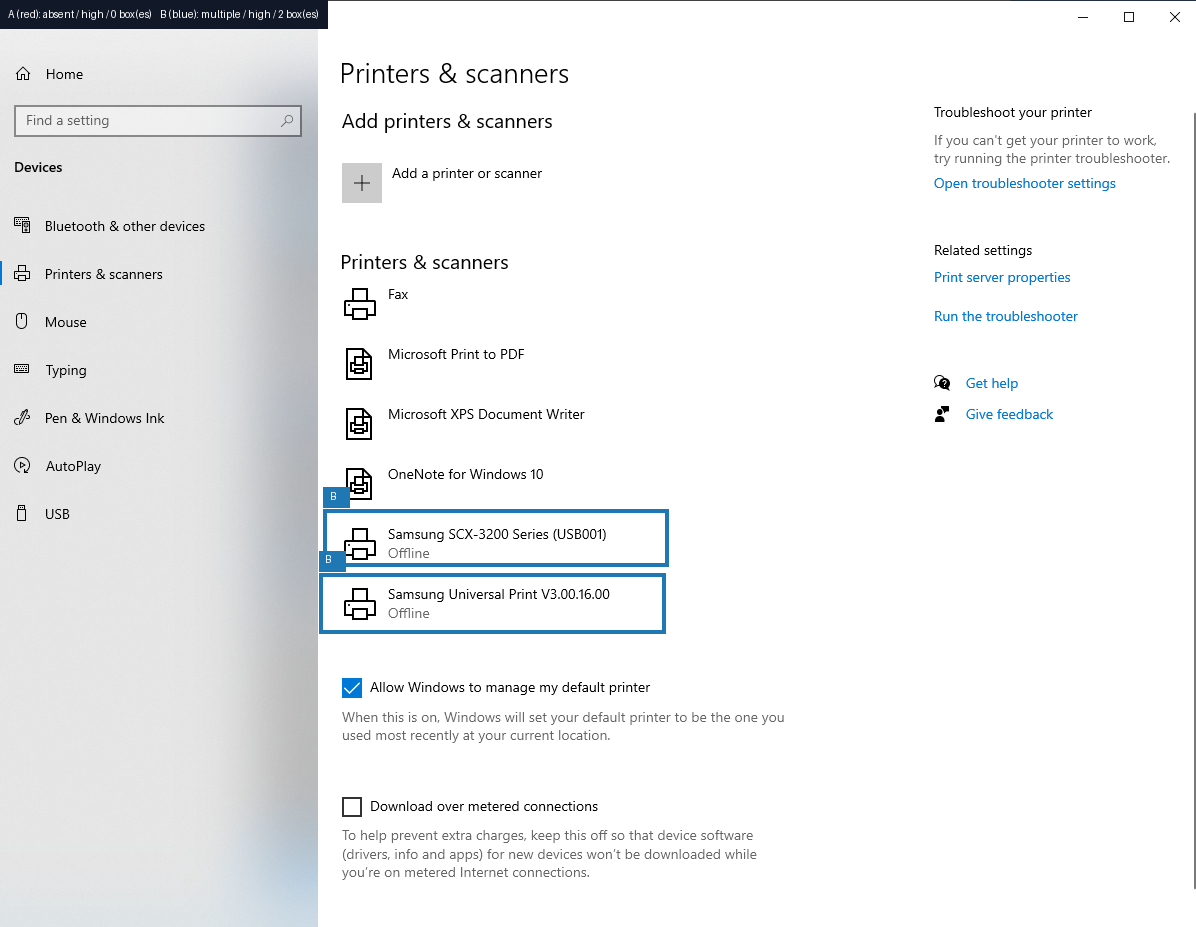 A (red): absent / high / 0 box(es) B (blue): multiple / high / 2 box(es)
Home
Find a setting
Devices
Bluetooth & other devices
Printers & scanners
Mouse
Typing
Pen & Windows Ink
AutoPlay
USB
Printers & scanners
Add printers & scanners
Add a printer or scanner
Printers & scanners
Fax
Microsoft Print to PDF
Microsoft XPS Document Writer
OneNote for Windows 10
B
Samsung SCX-3200 Series (USB001)
Offline
B
Samsung Universal Print V3.00.16.00
Offline
Allow Windows to manage my default printer
When this is on, Windows will set your default printer to be the one you
used most recently at your current location.
Download over metered connections
To help prevent extra charges, keep this off so that device software
(drivers, info and apps) for new devices won't be downloaded while
you're on metered Internet connections.
Troubleshoot your printer
If you can't get your printer to work,
try running the printer troubleshooter.
Open troubleshooter settings
Related settings
Print server properties
Run the troubleshooter
Get help
Give feedback